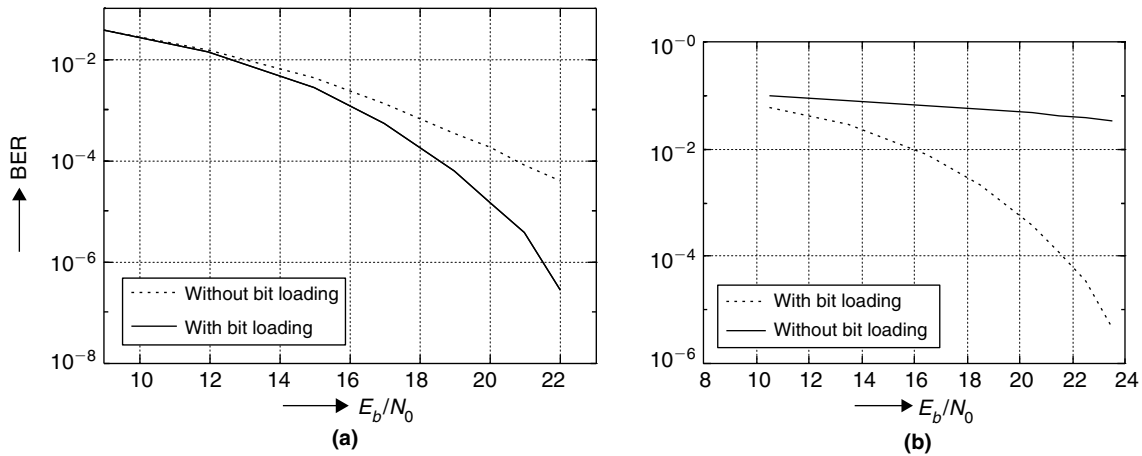 BER
10⁻²
10⁻⁴
10⁻⁶
10⁻⁸
Without bit loading
With bit loading
10 12 14 16 18 20 22
E_b/N_0
(a)
10⁻⁰
10⁻²
10⁻⁴
10⁻⁶
With bit loading
Without bit loading
8 10 12 14 16 18 20 22 24
E_b/N_0
(b)